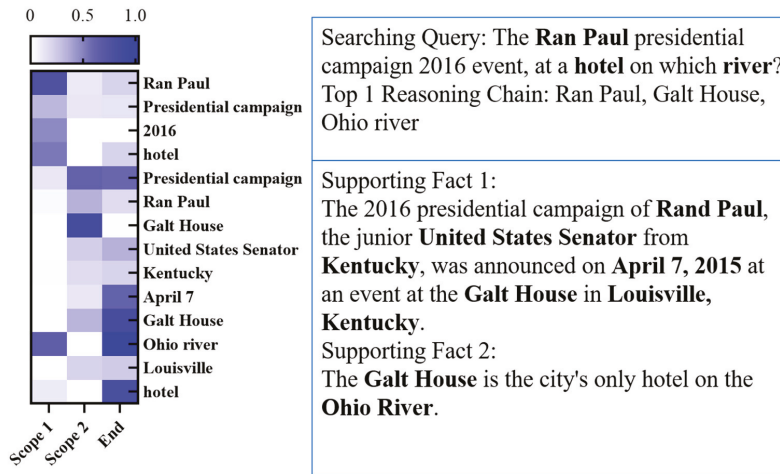 0 0.5 1.0
Ran Paul
Presidential campaign
2016
hotel
Presidential campaign
Ran Paul
Galt House
United States Senator
Kentucky
April 7
Galt House
Ohio river
Louisville
hotel
Scope 1
Scope 2
End
Searching Query: The Ran Paul presidential
campaign 2016 event, at a hotel on which river?
Top 1 Reasoning Chain: Ran Paul, Galt House,
Ohio river
Supporting Fact 1:
The 2016 presidential campaign of Rand Paul,
the junior United States Senator from
Kentucky, was announced on April 7, 2015 at
an event at the Galt House in Louisville,
Kentucky.
Supporting Fact 2:
The Galt House is the city's only hotel on the
Ohio River.